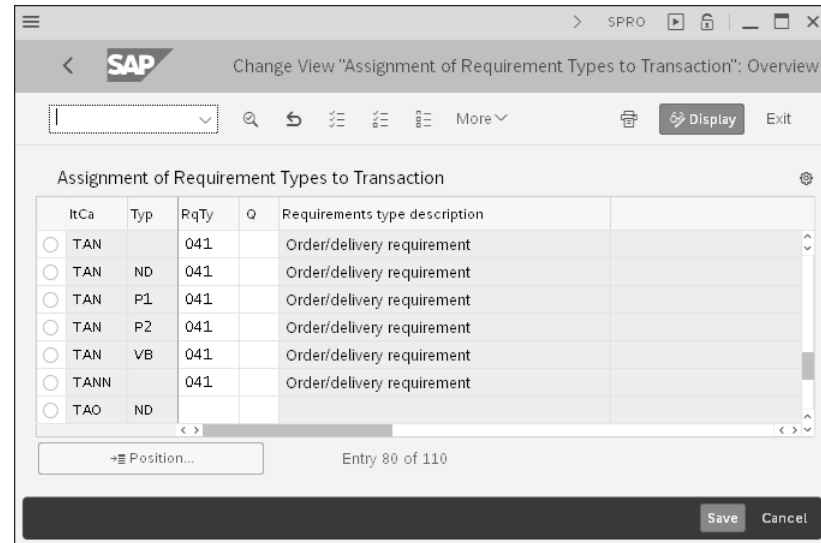 SPRO
SAP
Change View "Assignment of Requirement Types to Transaction": Overview
More
Display
Exit
Assignment of Requirement Types to Transaction
ItCa Typ RqTy Q Requirements type description
TAN 041 Order/delivery requirement
TAN ND 041 Order/delivery requirement
TAN P1 041 Order/delivery requirement
TAN P2 041 Order/delivery requirement
TAN VB 041 Order/delivery requirement
TANN 041 Order/delivery requirement
TAO ND
Position... Entry 80 of 110
Save Cancel